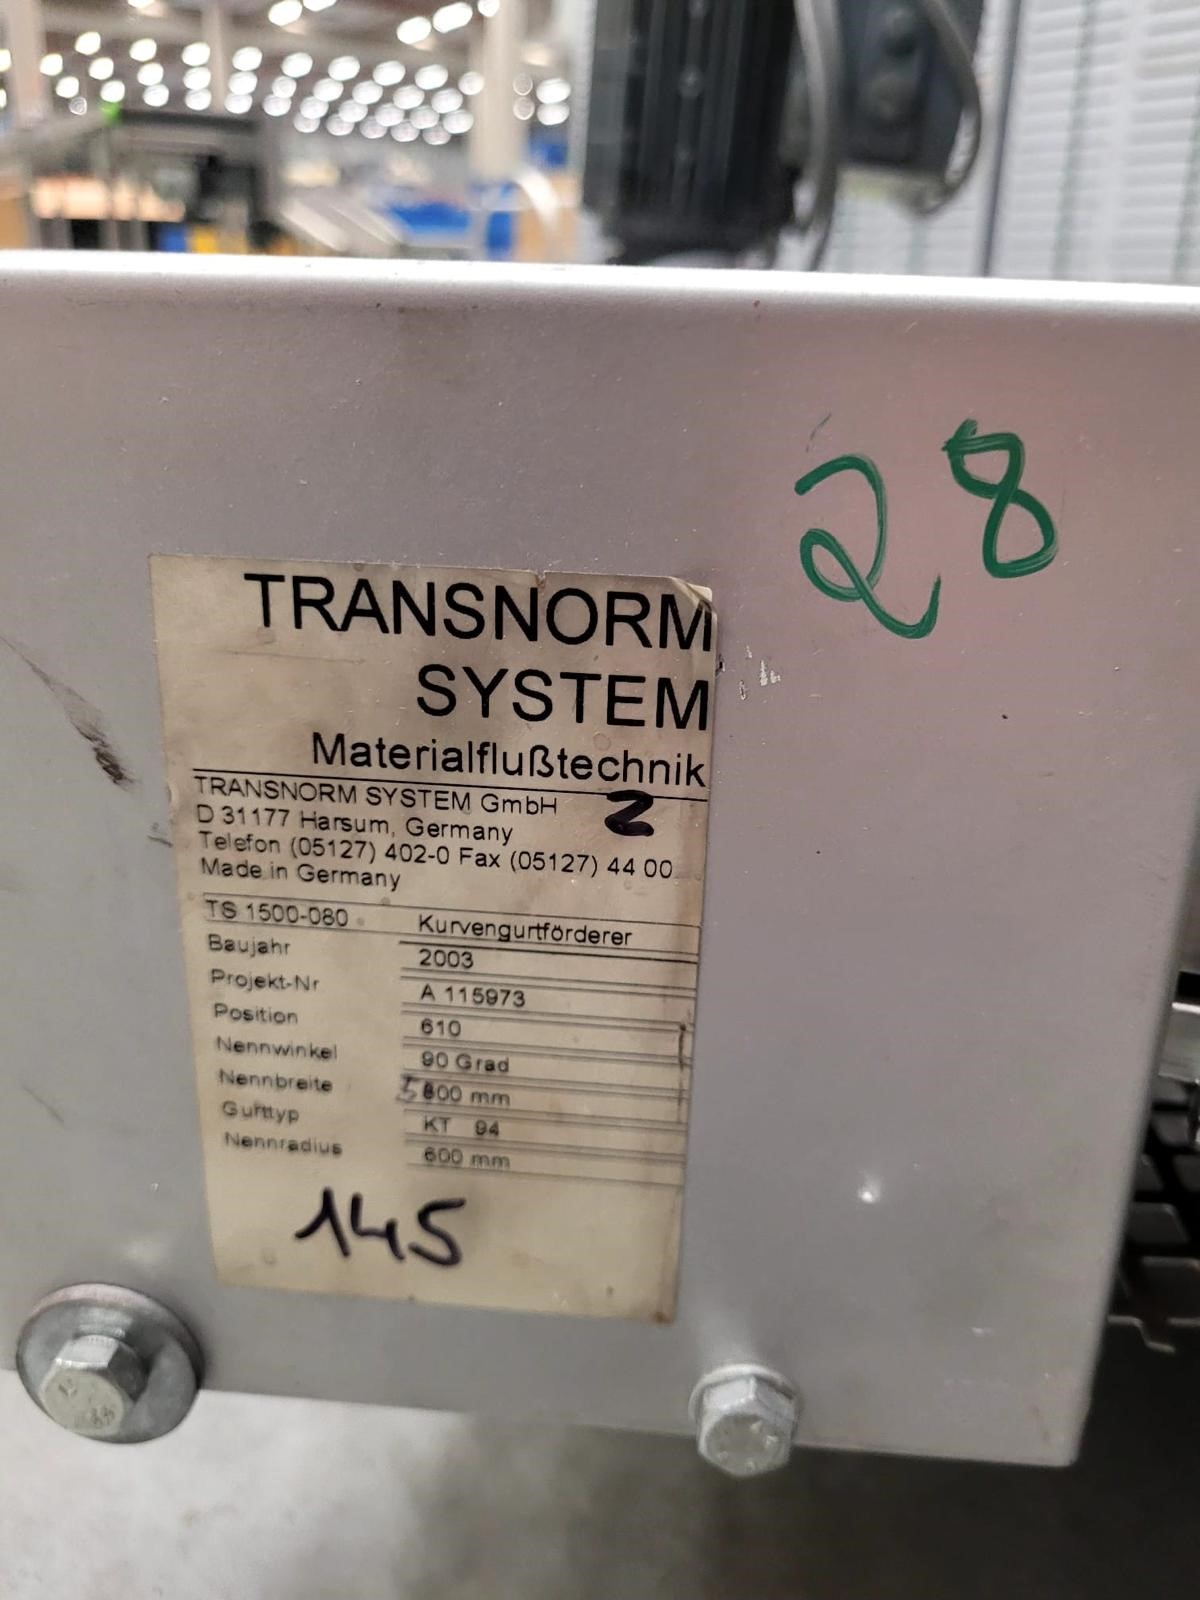 28
TRANSNORM
SYSTEM
Materialflußtechnik
TRANSNORM SYSTEM GmbH
2
D 31177 Harsum, Germany
Telefon (05127) 402-0 Fax (05127) 44 00
Made in Germany
TS 1500-080 Kurvengurtförderer
Baujahr 2003
Projekt-Nr A 115973
Position 610
Nennwinkel 90 Grad
Nennbreite mm
Gurttyp KT 94
Nennradius 600 mm
145